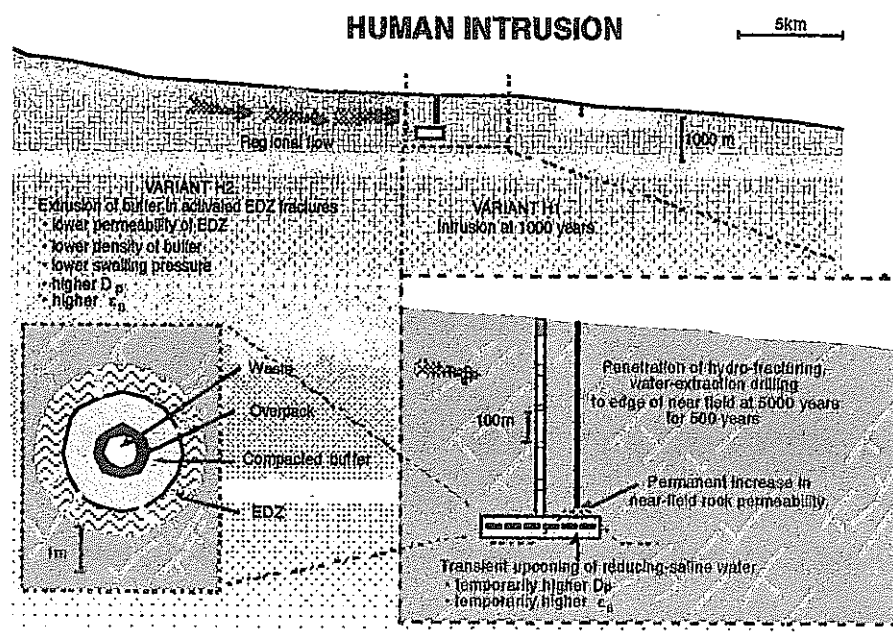 HUMAN INTRUSION
5km
Regional flow
1000 m
VARIANT H2
Extrusion of buffer in activated EDZ fractures
• lower permeability of EDZ
• lower density of buffer
• lower swelling pressure
• higher Dp
• higher εp
VARIANT H1
Intrusion at 1000 years
Waste
Overpack
Compacted buffer
EDZ
1m
100m
Penetration of hydro-fracturing,
water-extraction drilling
to edge of near field at 5000 years
for 500 years
Permanent increase in
near-field rock permeability
Transient upconing of reducing-saline water
• temporarily higher Dp
• temporarily higher εp